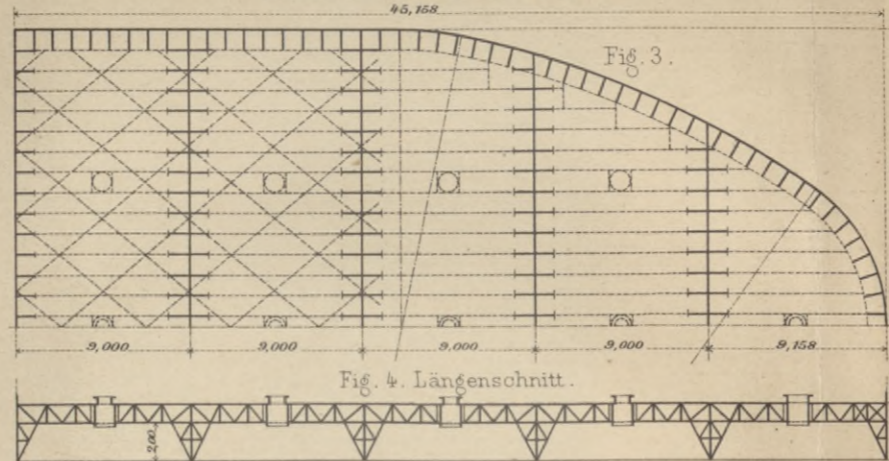 45,158
Fig. 3.
9,000 9,000 9,000 9,000 9,158
Fig. 4. Längenschnitt.
2,00